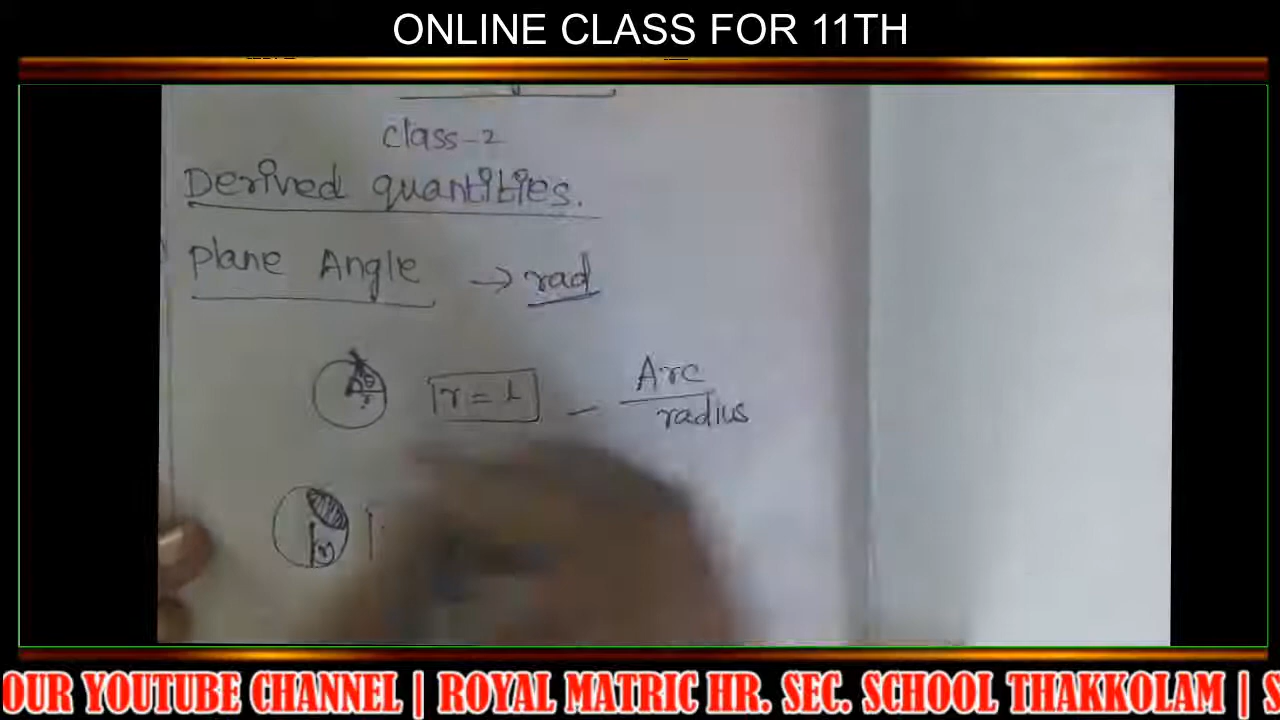 ONLINE CLASS FOR 11TH
class-2
Derived quantities.
Plane Angle → rad
θ
r
r = L - Arc
radius
OUR YOUTUBE CHANNEL | ROYAL MATRIC HR. SEC. SCHOOL THAKKOLAM | S